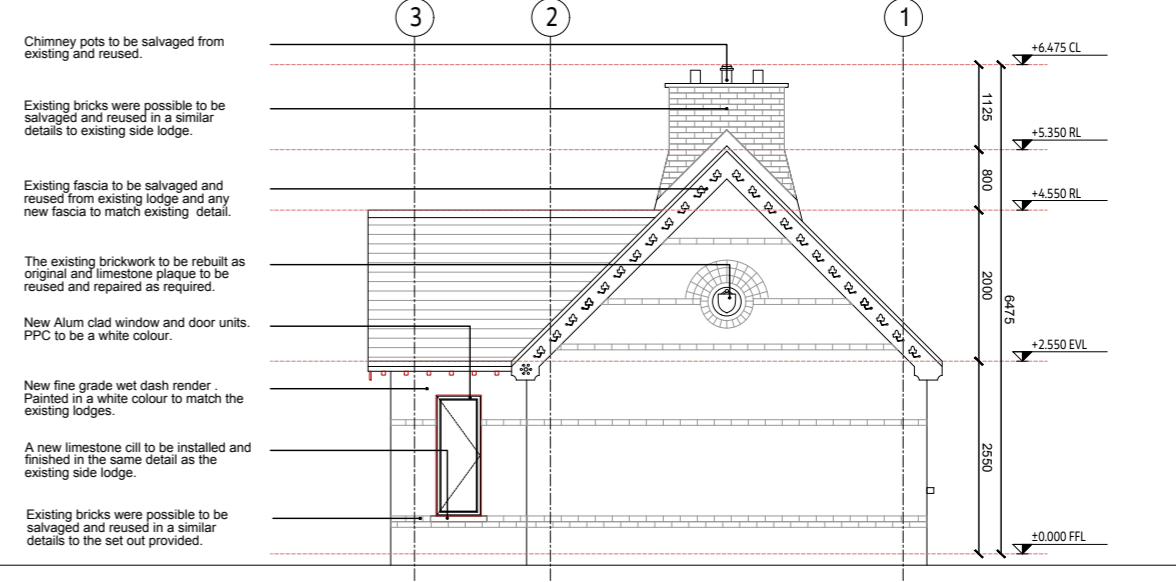 3
2
1
Chimney pots to be salvaged from
existing and reused.
Existing bricks were possible to be
salvaged and reused in a similar
details to existing side lodge.
Existing fascia to be salvaged and
reused from existing lodge and any
new fascia to match existing detail.
The existing brickwork to be rebuilt as
original and limestone plaque to be
reused and repaired as required.
New Alum clad window and door units.
PPC to be a white colour.
New fine grade wet dash render .
Painted in a white colour to match the
existing lodges.
A new limestone cill to be installed and
finished in the same detail as the
existing side lodge.
Existing bricks were possible to be
salvaged and reused in a similar
details to the set out provided.
1125
800
2000
2550
6475
+6.475 CL
+5.350 RL
+4.550 RL
+2.550 EVL
±0.000 FFL